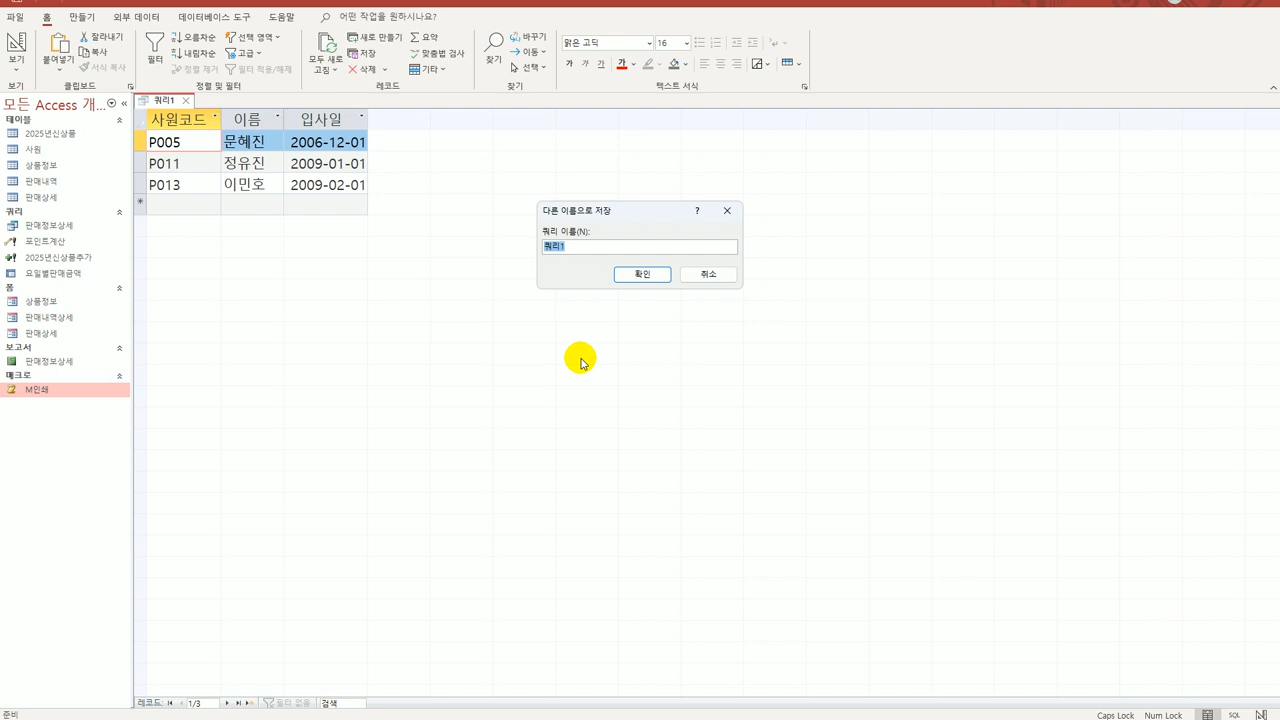 파일 홈 만들기 외부 데이터 데이터베이스 도구 도움말 어떤 작업을 원하시나요?
보기 붙여넣기 잘라내기 복사 서식 복사 필터 오름차순 내림차순 정렬 제거 선택 영역 고급 필터 적용/해제 모두 새로 고침 새로 만들기 저장 삭제 요약 맞춤법 검사 기타 찾기 바꾸기 이동 선택 맑은 고딕 16 가 가 가 가
보기 클립보드 정렬 및 필터 레코드 찾기 텍스트 서식
모든 Access 개... «
테이블
2025년신상품
사원
상품정보
판매내역
판매상세
쿼리
판매정보상세
포인트계산
2025년신상품추가
요일별판매금액
폼
상품정보
판매내역상세
판매상세
보고서
판매정보상세
매크로
M인쇄
쿼리1
사원코드 이름 입사일
P005 문혜진 2006-12-01
P011 정유진 2009-01-01
P013 이민호 2009-02-01
*
다른 이름으로 저장 ?
쿼리 이름(N):
쿼리1
확인 취소
레코드: 1/3 필터 없음 검색
준비 Caps Lock Num Lock SQL